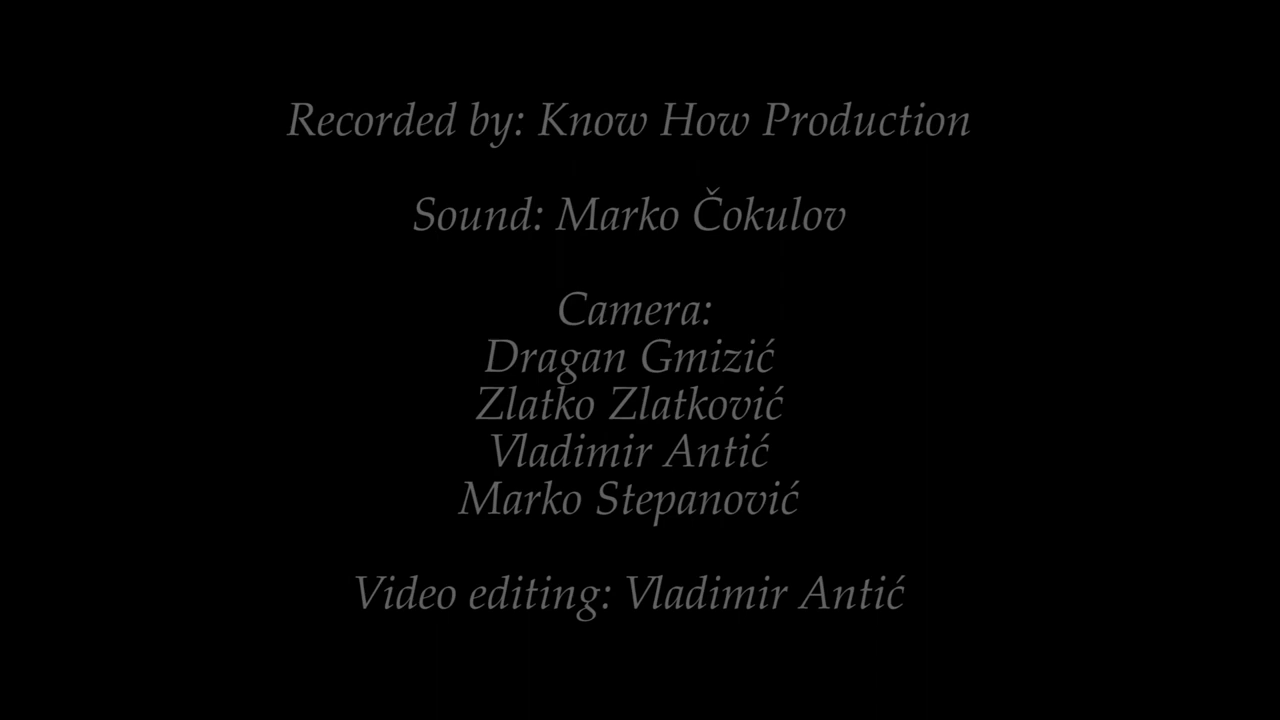 Recorded by: Know How Production
Sound: Marko Čokulov
Camera:
Dragan Gmizić
Zlatko Zlatković
Vladimir Antić
Marko Stepanović
Video editing: Vladimir Antić